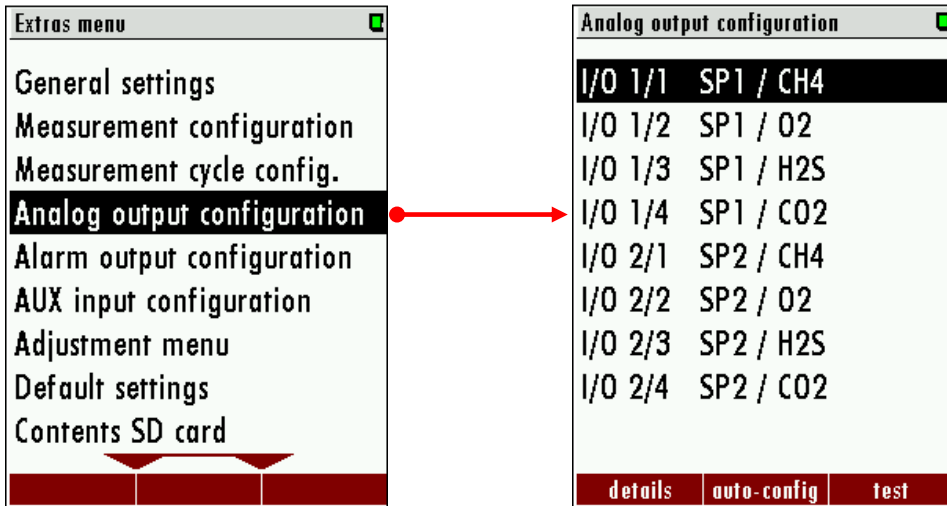 Extras menu
General settings
Measurement configuration
Measurement cycle config.
Analog output configuration
Alarm output configuration
AUX input configuration
Adjustment menu
Default settings
Contents SD card
Analog output configuration
I/O 1/1 SP1 / CH4
I/O 1/2 SP1 / O2
I/O 1/3 SP1 / H2S
I/O 1/4 SP1 / CO2
I/O 2/1 SP2 / CH4
I/O 2/2 SP2 / O2
I/O 2/3 SP2 / H2S
I/O 2/4 SP2 / CO2
details auto-config test